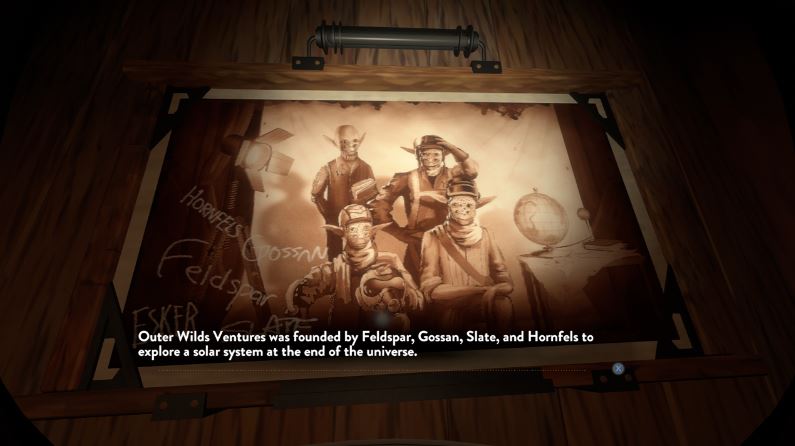 HORNFELS
GOSSAN
Feldspar
ESKER
SLATE
Outer Wilds Ventures was founded by Feldspar, Gossan, Slate, and Hornfels to
explore a solar system at the end of the universe.
X